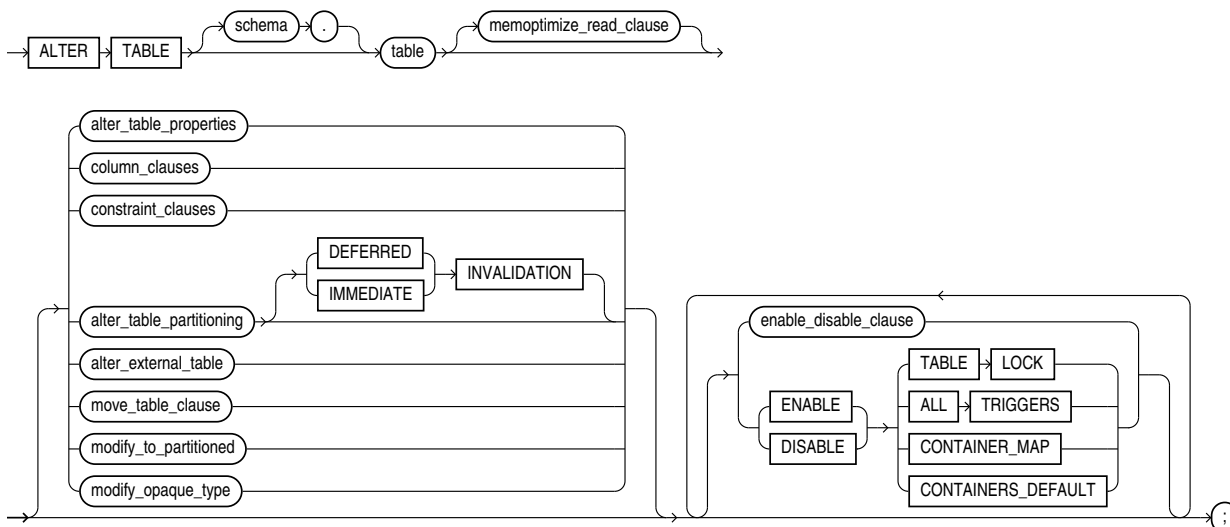 schema . memoptimize_read_clause
ALTER TABLE table
alter_table_properties
column_clauses
constraint_clauses
DEFERRED
IMMEDIATE INVALIDATION
alter_table_partitioning
alter_external_table
move_table_clause
modify_to_partitioned
modify_opaque_type
enable_disable_clause
TABLE LOCK
ENABLE ALL TRIGGERS
DISABLE CONTAINER_MAP
CONTAINERS_DEFAULT
;